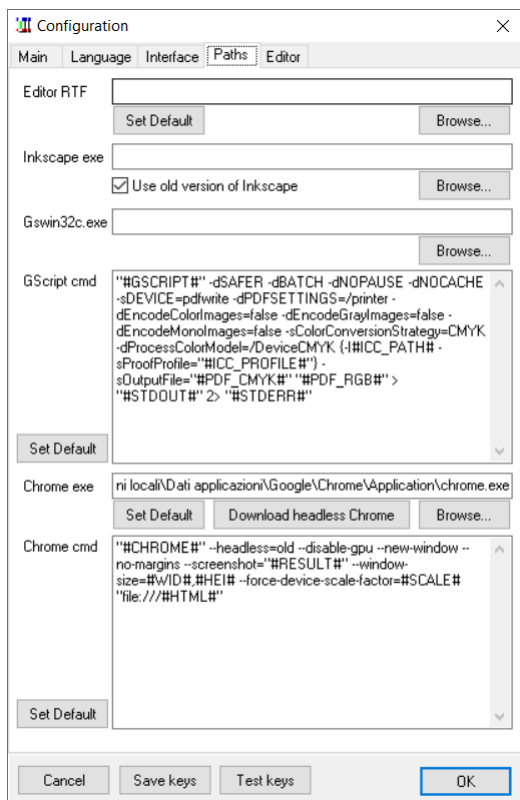 Configuration
Main Language Interface Paths Editor
Editor RTF
Set Default Browse...
Inkscape exe
Use old version of Inkscape Browse...
Gswin32c.exe
Browse...
GScript cmd
"#GSCRIPT#" -dSAFER -dBATCH -dNOPAUSE -dNOCACHE
-sDEVICE=pdfwrite -dPDFSETTINGS=/printer -
dEncodeColorImages=false -dEncodeGrayImages=false -
dEncodeMonoImages=false -sColorConversionStrategy=CMYK
-dProcessColorModel=/DeviceCMYK {-I#ICC_PATH# -
sProofProfile="#ICC_PROFILE#"} -
sOutputFile="#PDF_CMYK#" "#PDF_RGB#" >
"#STDOUT#" 2> "#STDERR#"
Set Default
Chrome exe ni locali\Dati applicazioni\Google\Chrome\Application\chrome.exe
Set Default Download headless Chrome Browse...
Chrome cmd
"#CHROME#" --headless=old --disable-gpu --new-window --
no-margins --screenshot="#RESULT#" --window-
size=#WID#,#HEI# --force-device-scale-factor=#SCALE#
"file:///#HTML#"
Set Default
Cancel Save keys Test keys OK